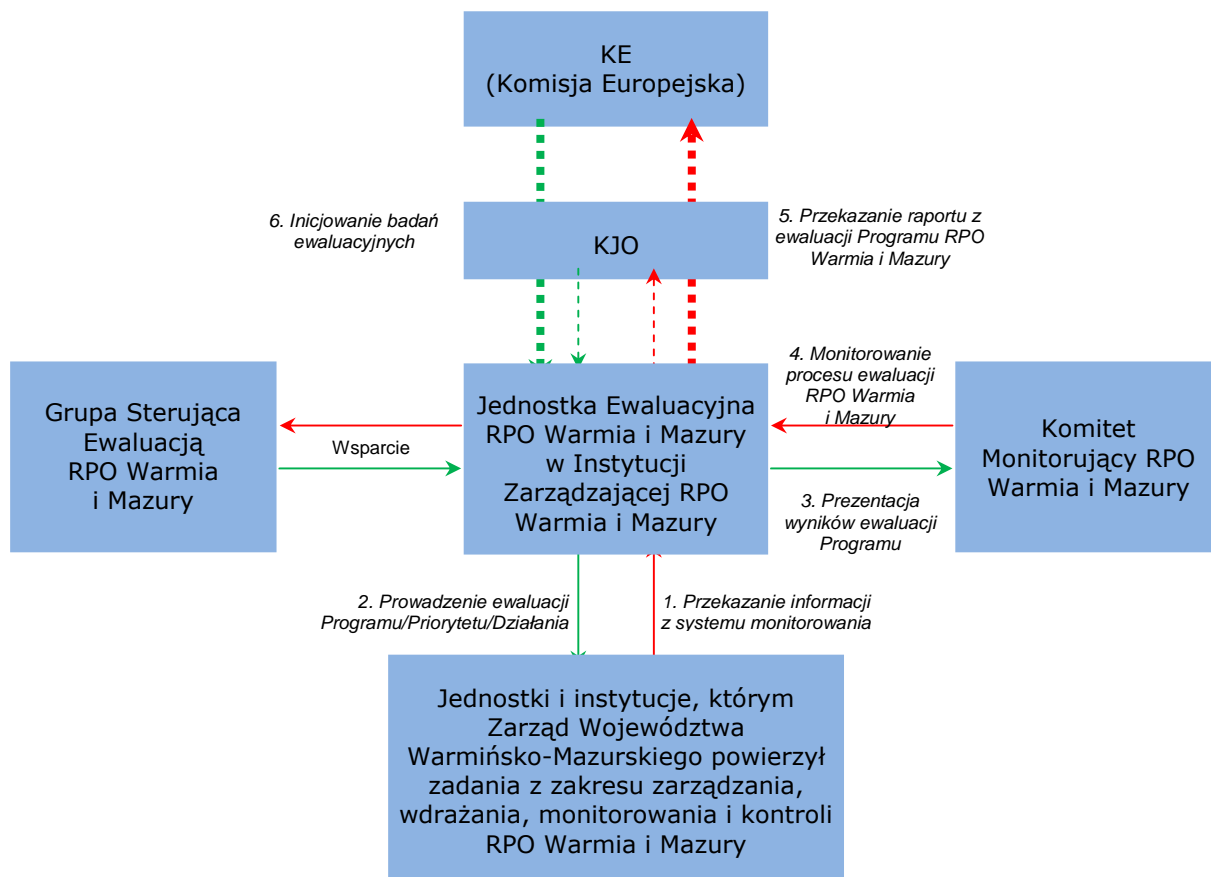 KE
(Komisja Europejska)
6. Inicjowanie badań
ewaluacyjnych
KJO
5. Przekazanie raportu z
ewaluacji Programu RPO
Warmia i Mazury
Grupa Sterująca
Ewaluacją
RPO Warmia
i Mazury
Wsparcie
Jednostka Ewaluacyjna
RPO Warmia i Mazury
w Instytucji
Zarządzającej RPO
Warmia i Mazury
4. Monitorowanie
procesu ewaluacji
RPO Warmia
i Mazury
3. Prezentacja
wyników ewaluacji
Programu
Komitet
Monitorujący RPO
Warmia i Mazury
2. Prowadzenie ewaluacji
Programu/Priorytetu/Działania
1. Przekazanie informacji
z systemu monitorowania
Jednostki i instytucje, którym
Zarząd Województwa
Warmińsko-Mazurskiego powierzył
zadania z zakresu zarządzania,
wdrażania, monitorowania i kontroli
RPO Warmia i Mazury